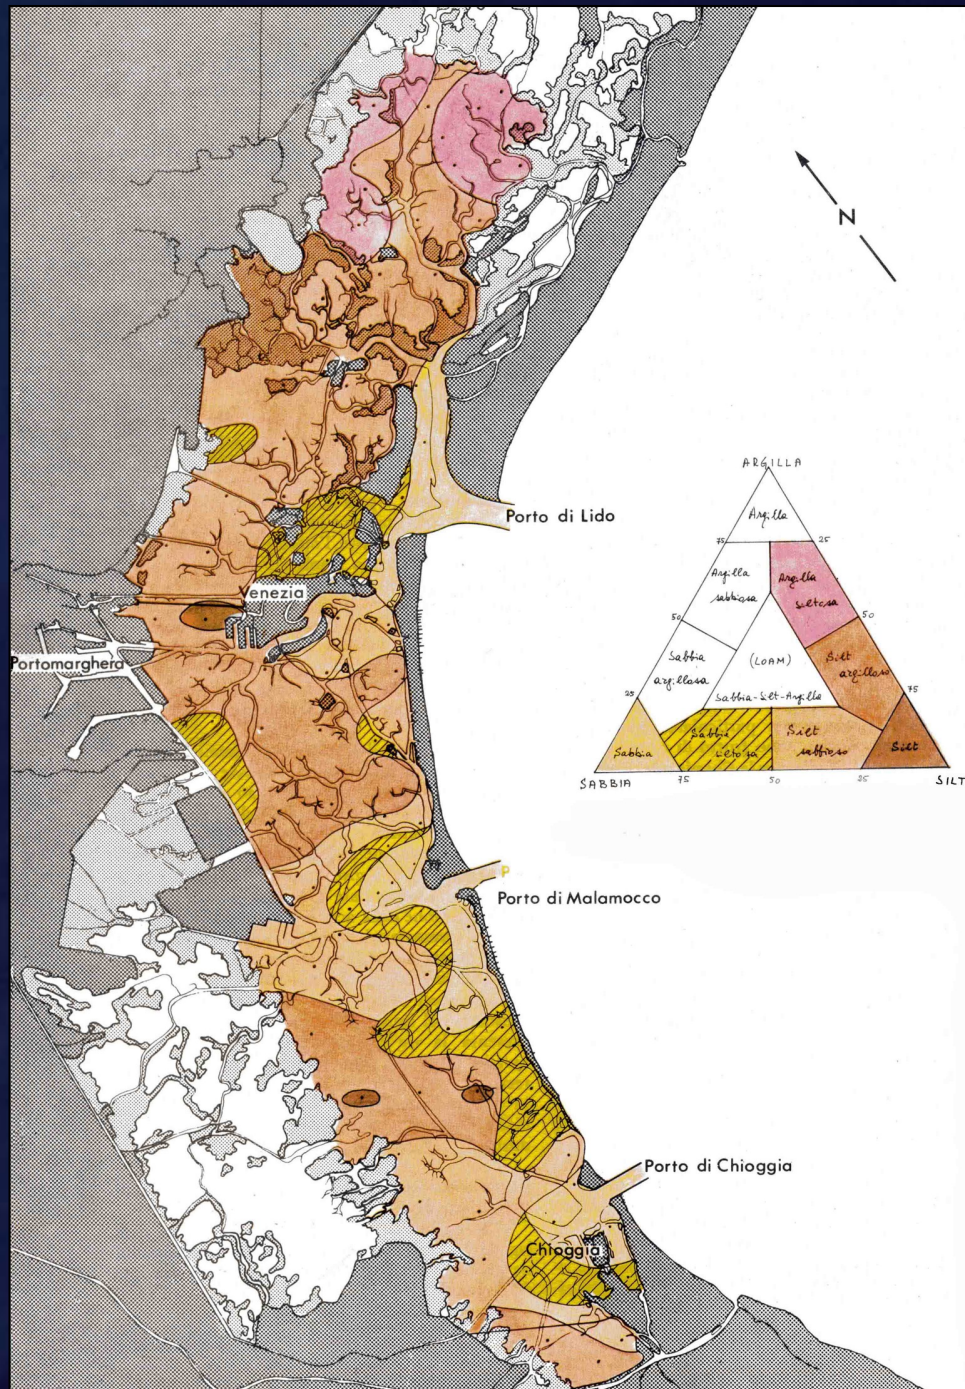 N
ARGILLA
Argilla
75
25
Argilla
sabbiosa
Argilla
siltosa
50
50
Sabbia
argillosa
(LOAM)
Sabbia-Silt-Argilla
Silt
argilloso
25
75
Sabbia
Sabbia
siltosa
Silt
sabbioso
Silt
SABBIA
75
50
25
SILT
Porto di Lido
Venezia
Portomarghera
P
Porto di Malamocco
Porto di Chioggia
Chioggia